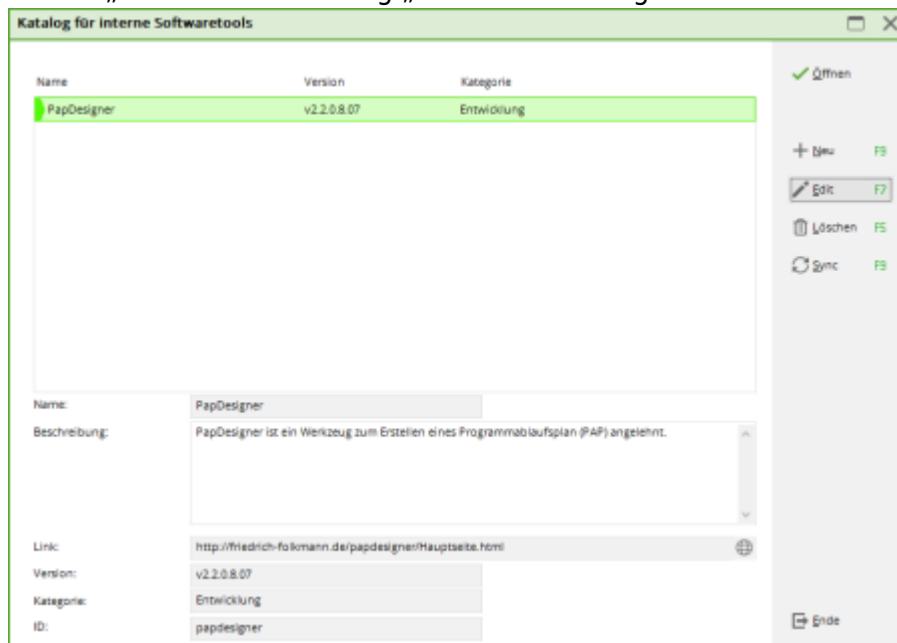 Katalog für interne Softwaretools
Öffnen
Name Version Kategorie
PapDesigner v2.2.0.8.07 Entwicklung
Neu F9
Edit F7
Löschen F5
Sync F9
Name: PapDesigner
Beschreibung: PapDesigner ist ein Werkzeug zum Erstellen eines Programmablaufsplan (PAP) angelehnt.
Link: http://friedrich-folkmann.de/papdesigner/Hauptseite.html
Version: v2.2.0.8.07
Kategorie: Entwicklung
ID: papdesigner
Ende